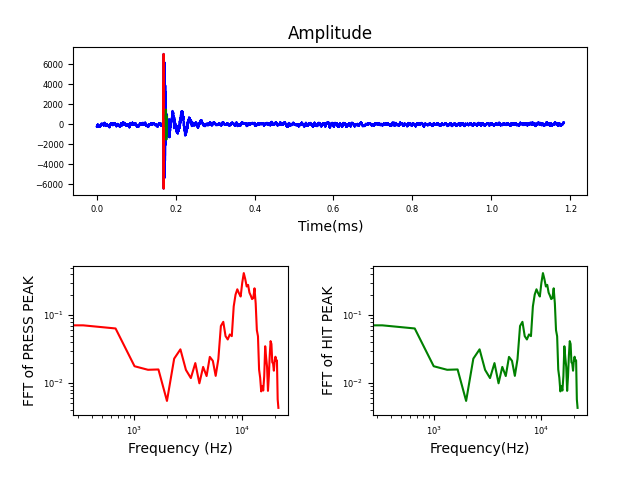 Amplitude
6000
4000
2000
0
−2000
−4000
−6000
0.0 0.2 0.4 0.6 0.8 1.0 1.2
Time(ms)
FFT of PRESS PEAK
10⁻¹
10⁻²
10³ 10⁴
Frequency (Hz)
FFT of HIT PEAK
10⁻¹
10⁻²
10³ 10⁴
Frequency(Hz)